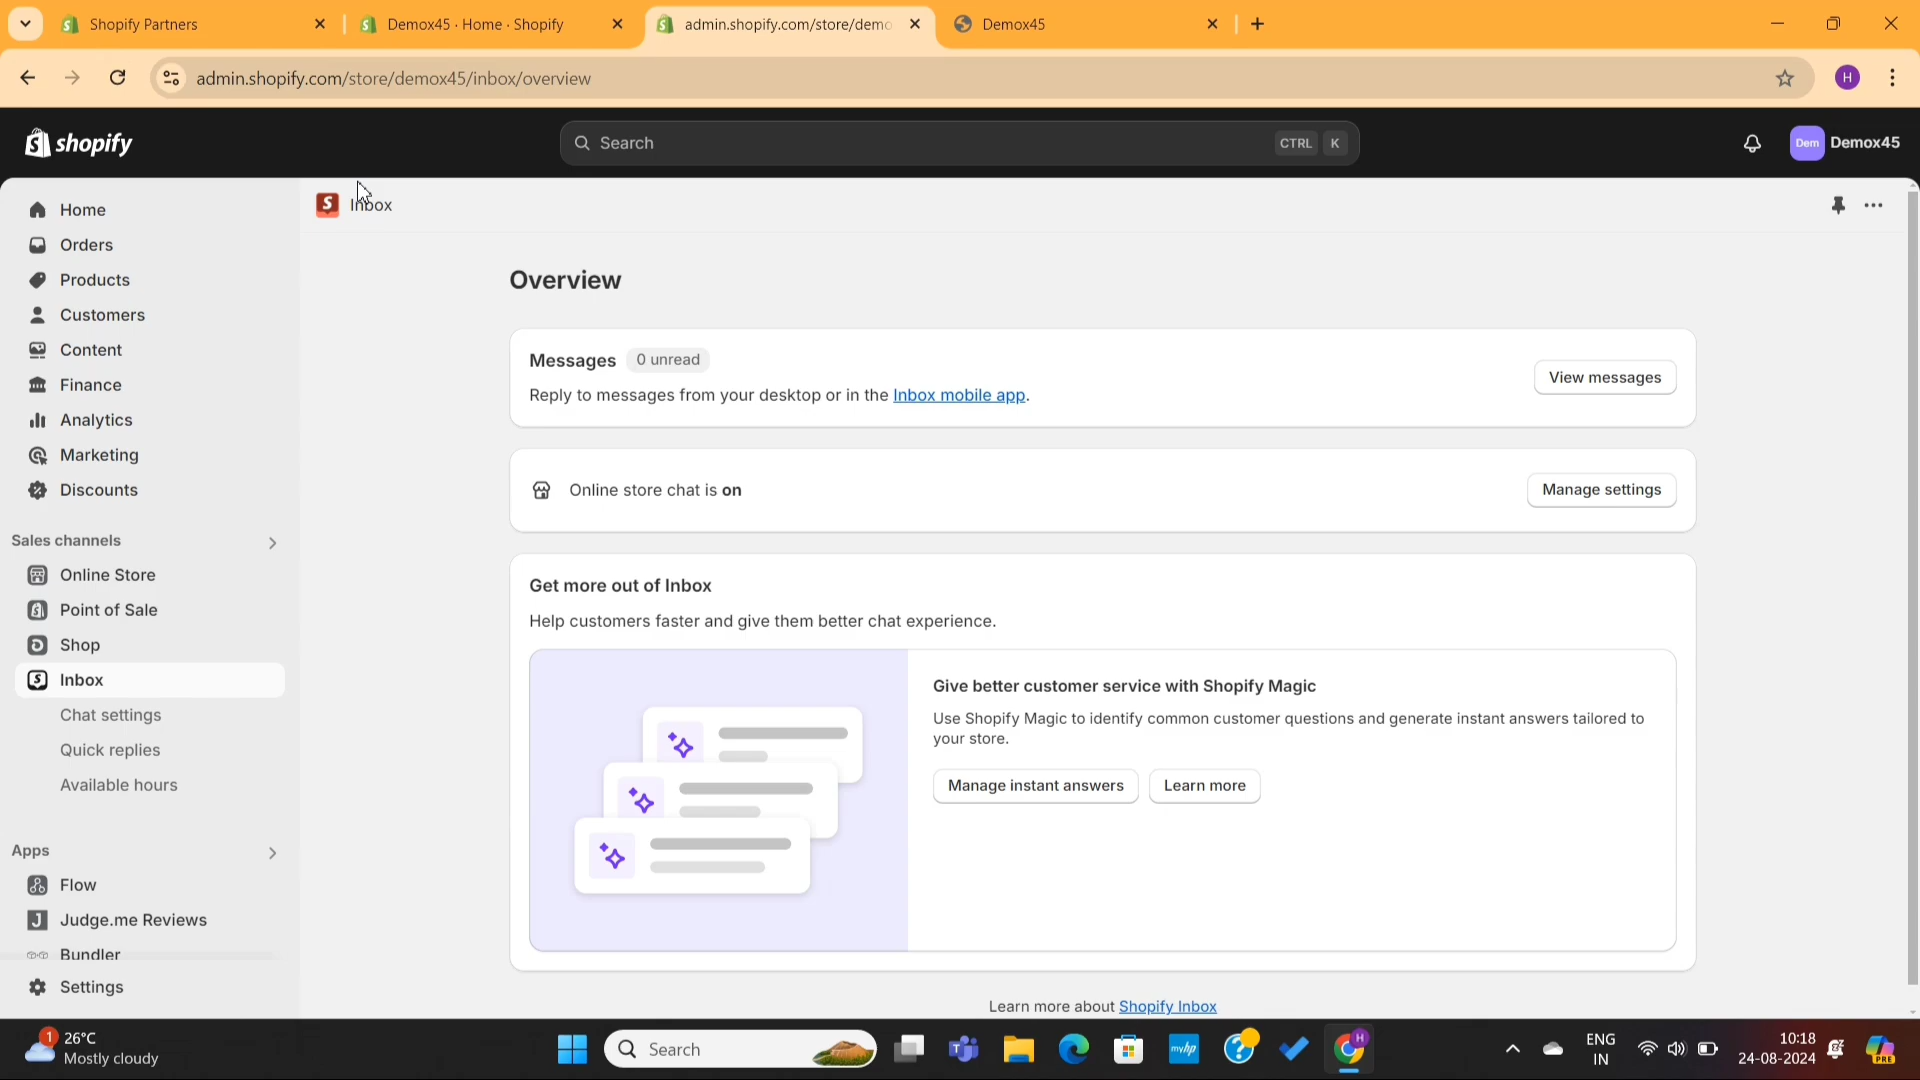 Shopify Partners
Demox45 · Home · Shopify
admin.shopify.com/store/demo
Demox45
admin.shopify.com/store/demox45/inbox/overview
H
shopify
Search
CTRL K
Dem
Demox45
Home
Orders
Products
Customers
Content
Finance
Analytics
Marketing
Discounts
Sales channels
Online Store
Point of Sale
Shop
Inbox
Chat settings
Quick replies
Available hours
Apps
Flow
Judge.me Reviews
Bundler
Settings
Inbox
Overview
Messages 0 unread
Reply to messages from your desktop or in the Inbox mobile app.
View messages
Online store chat is on
Manage settings
Get more out of Inbox
Help customers faster and give them better chat experience.
Give better customer service with Shopify Magic
Use Shopify Magic to identify common customer questions and generate instant answers tailored to
your store.
Manage instant answers
Learn more
Learn more about Shopify Inbox
1
26°C
Mostly cloudy
Search
myhp
H
ENG
IN
10:18
24-08-2024
PRE